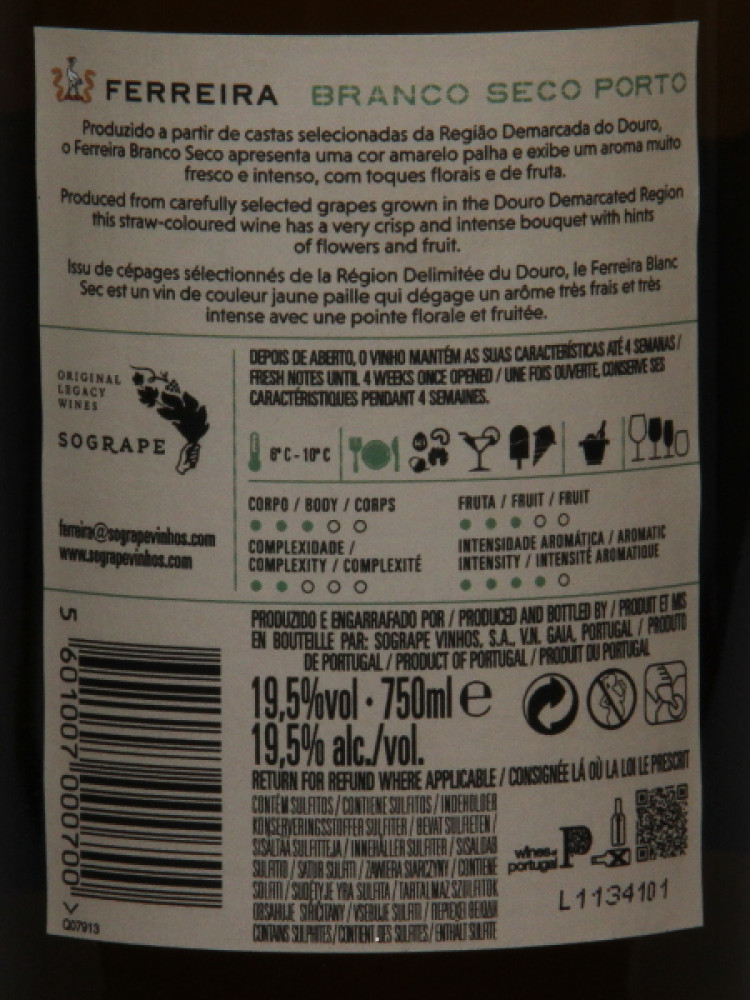 FERREIRA BRANCO SECO PORTO
Produzido a partir de castas selecionadas da Região Demarcada do Douro,
o Ferreira Branco Seco apresenta uma cor amarelo palha e exibe um aroma muito
fresco e intenso, com toques florais e de fruta.
Produced from carefully selected grapes grown in the Douro Demarcated Region
this straw-coloured wine has a very crisp and intense bouquet with hints
of flowers and fruit.
Issu de cépages sélectionnés de la Région Delimitée du Douro, le Ferreira Blanc
Sec est un vin de couleur jaune paille qui dégage un arôme très frais et très
intense avec une pointe florale et fruitée.
ORIGINAL
LEGACY
WINES
SOGRAPE
ferreira@sograpevinhos.com
www.sograpevinhos.com
DEPOIS DE ABERTO, O VINHO MANTÉM AS SUAS CARACTERÍSTICAS ATÉ 4 SEMANAS /
FRESH NOTES UNTIL 4 WEEKS ONCE OPENED / UNE FOIS OUVERTE, CONSERVE SES
CARACTÉRISTIQUES PENDANT 4 SEMAINES.
8°C - 10°C
CORPO / BODY / CORPS
FRUTA / FRUIT / FRUIT
COMPLEXIDADE /
COMPLEXITY / COMPLEXITÉ
INTENSIDADE AROMÁTICA / AROMATIC
INTENSITY / INTENSITÉ AROMATIQUE
PRODUZIDO E ENGARRAFADO POR / PRODUCED AND BOTTLED BY / PRODUIT ET MIS
EN BOUTEILLE PAR: SOGRAPE VINHOS, S.A., V.N. GAIA, PORTUGAL / PRODUTO
DE PORTUGAL / PRODUCT OF PORTUGAL / PRODUIT DU PORTUGAL
19,5%vol · 750ml e
19,5% alc./vol.
RETURN FOR REFUND WHERE APPLICABLE / CONSIGNÉE LÁ OÙ LA LOI LE PRESCRIT
CONTÉM SULFITOS / CONTIENE SULFITOS / INDEHOLDER
KONSERVERINGSSTOFFER SULFITER / BEVAT SULFIETEN /
SISÄLTÄÄ SULFIITTEJA / INNEHÅLLER SULFITER / SISALDAB
SULFITID / SATUR SULFĪTI / ZAWIERA SIARCZYNY / CONTIENE
SOLFITI / SUDĖTYJE YRA SULFITŲ / TARTALMAZ SZULFITOK
OBSAHUJE SIŘIČITANY / VSEBUJE SULFITI /
CONTAINS SULPHITES / CONTIENT DES SULFITES / ENTHÄLT SULFITE
wines of
portugal P
L1134101
5 601007 000700 >
Q07913